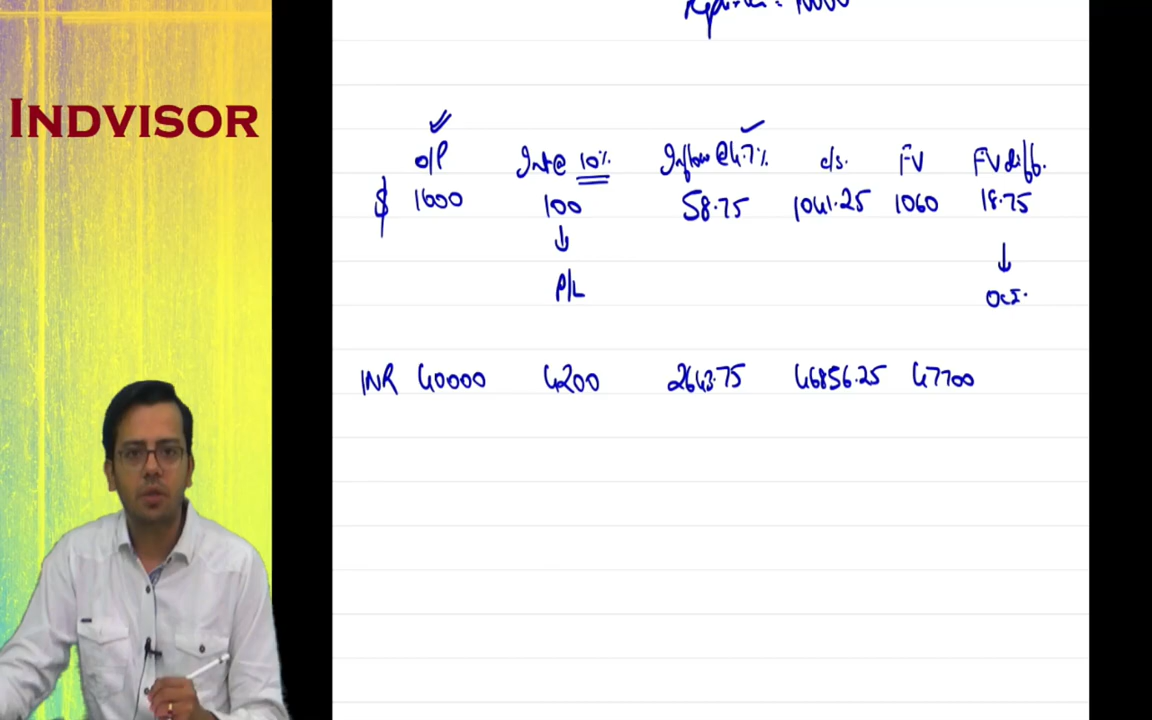 INDVISOR
O/P Int@ 10% Inflow @4.7% c/s. FV FV diff.
$ 1000 100 58.75 1041.25 1060 18.75
P/L
OCI.
INR 40000 4200 2643.75 46856.25 47700